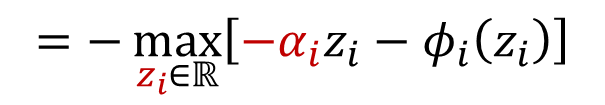 = − max_{z_i∈ℝ}[−α_i z_i − ϕ_i(z_i)]